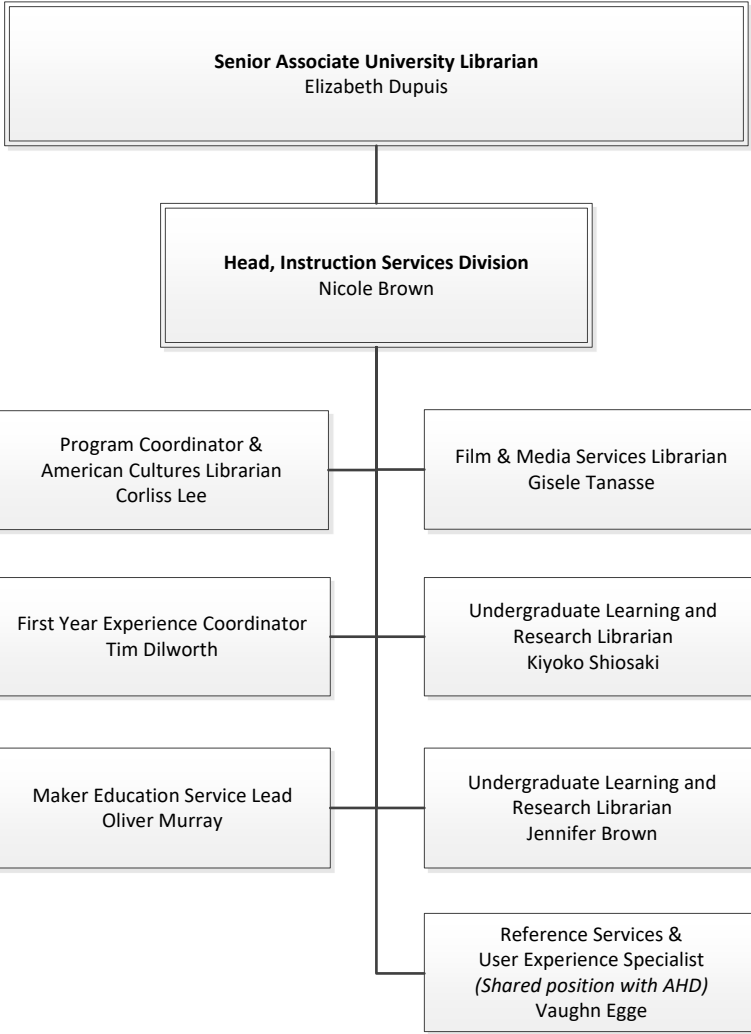 Senior Associate University Librarian
Elizabeth Dupuis
Head, Instruction Services Division
Nicole Brown
Program Coordinator &
American Cultures Librarian
Corliss Lee
Film & Media Services Librarian
Gisele Tanasse
First Year Experience Coordinator
Tim Dilworth
Undergraduate Learning and
Research Librarian
Kiyoko Shiosaki
Maker Education Service Lead
Oliver Murray
Undergraduate Learning and
Research Librarian
Jennifer Brown
Reference Services &
User Experience Specialist
(Shared position with AHD)
Vaughn Egge